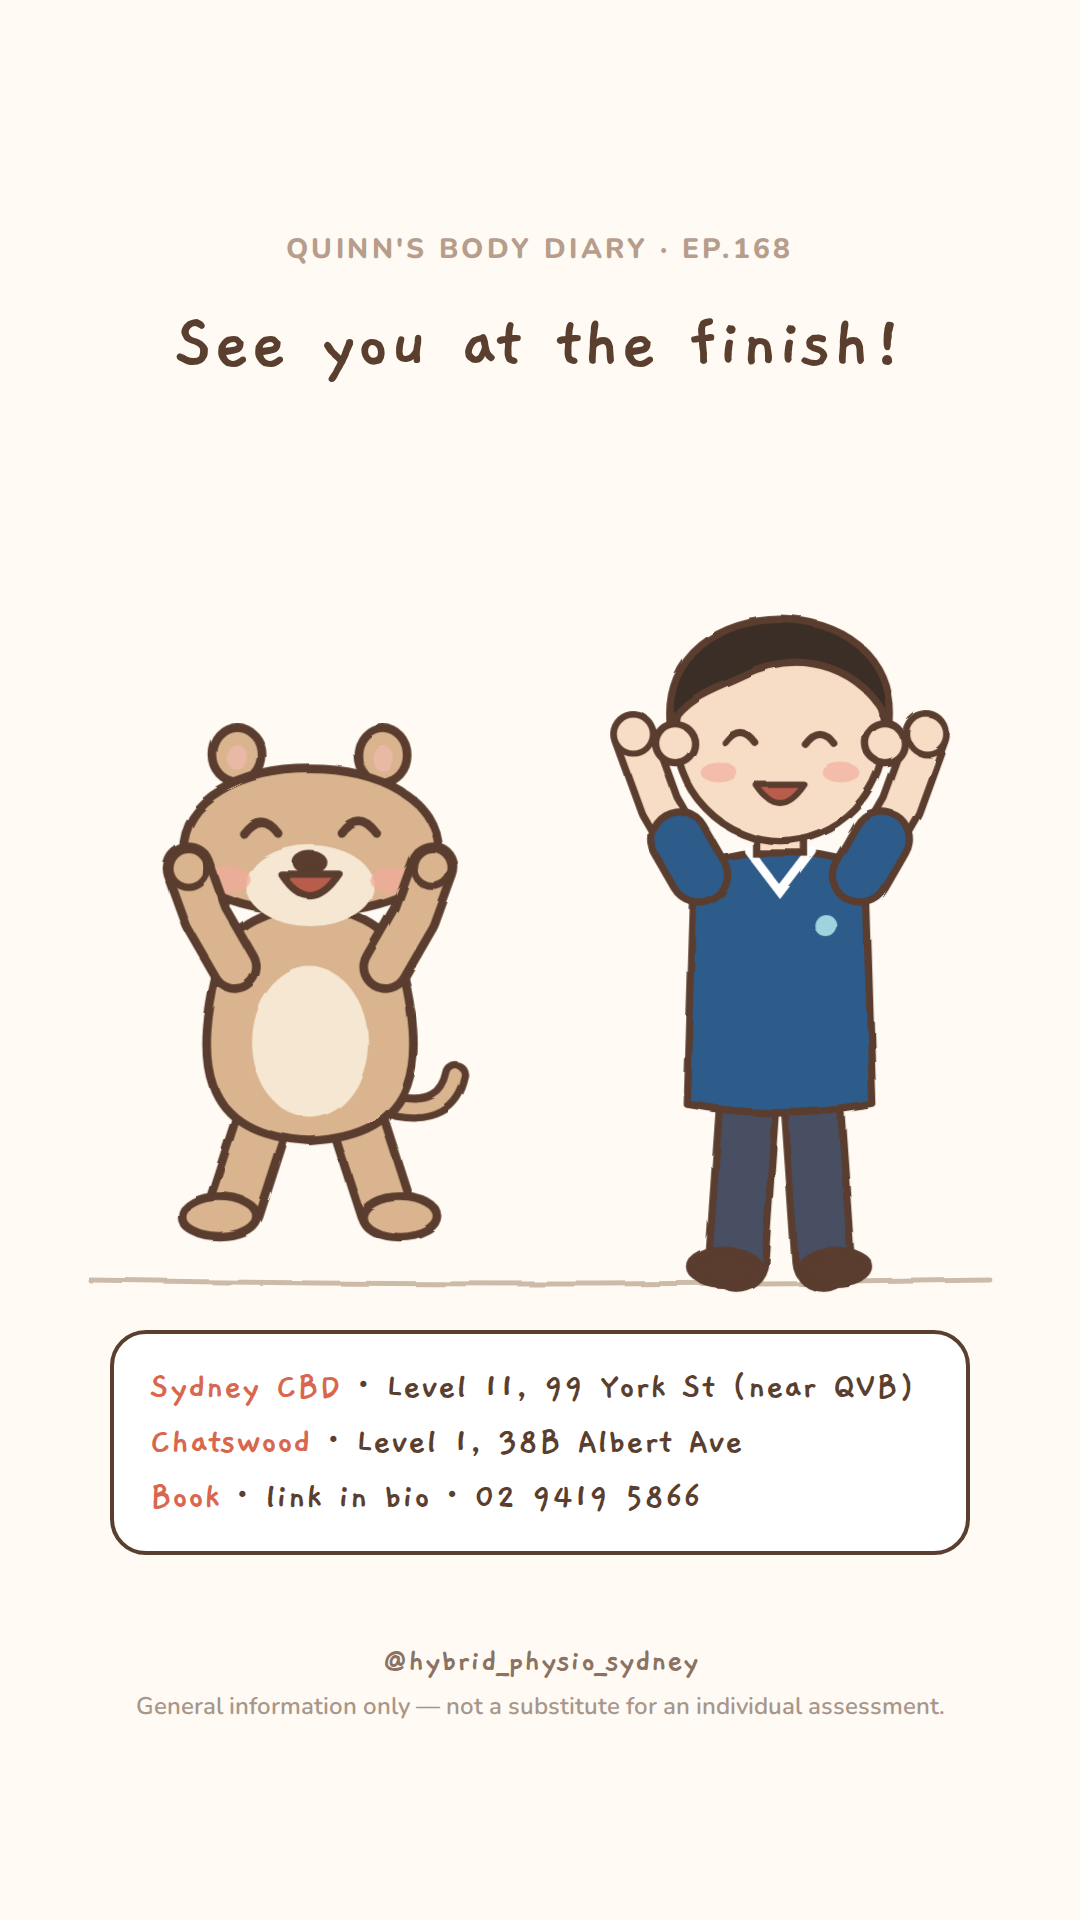 QUINN'S BODY DIARY · EP.168
See you at the finish!
Sydney CBD · Level 11, 99 York St (near QVB)
Chatswood · Level 1, 38B Albert Ave
Book · link in bio · 02 9419 5866
@hybrid_physio_sydney
General information only — not a substitute for an individual assessment.